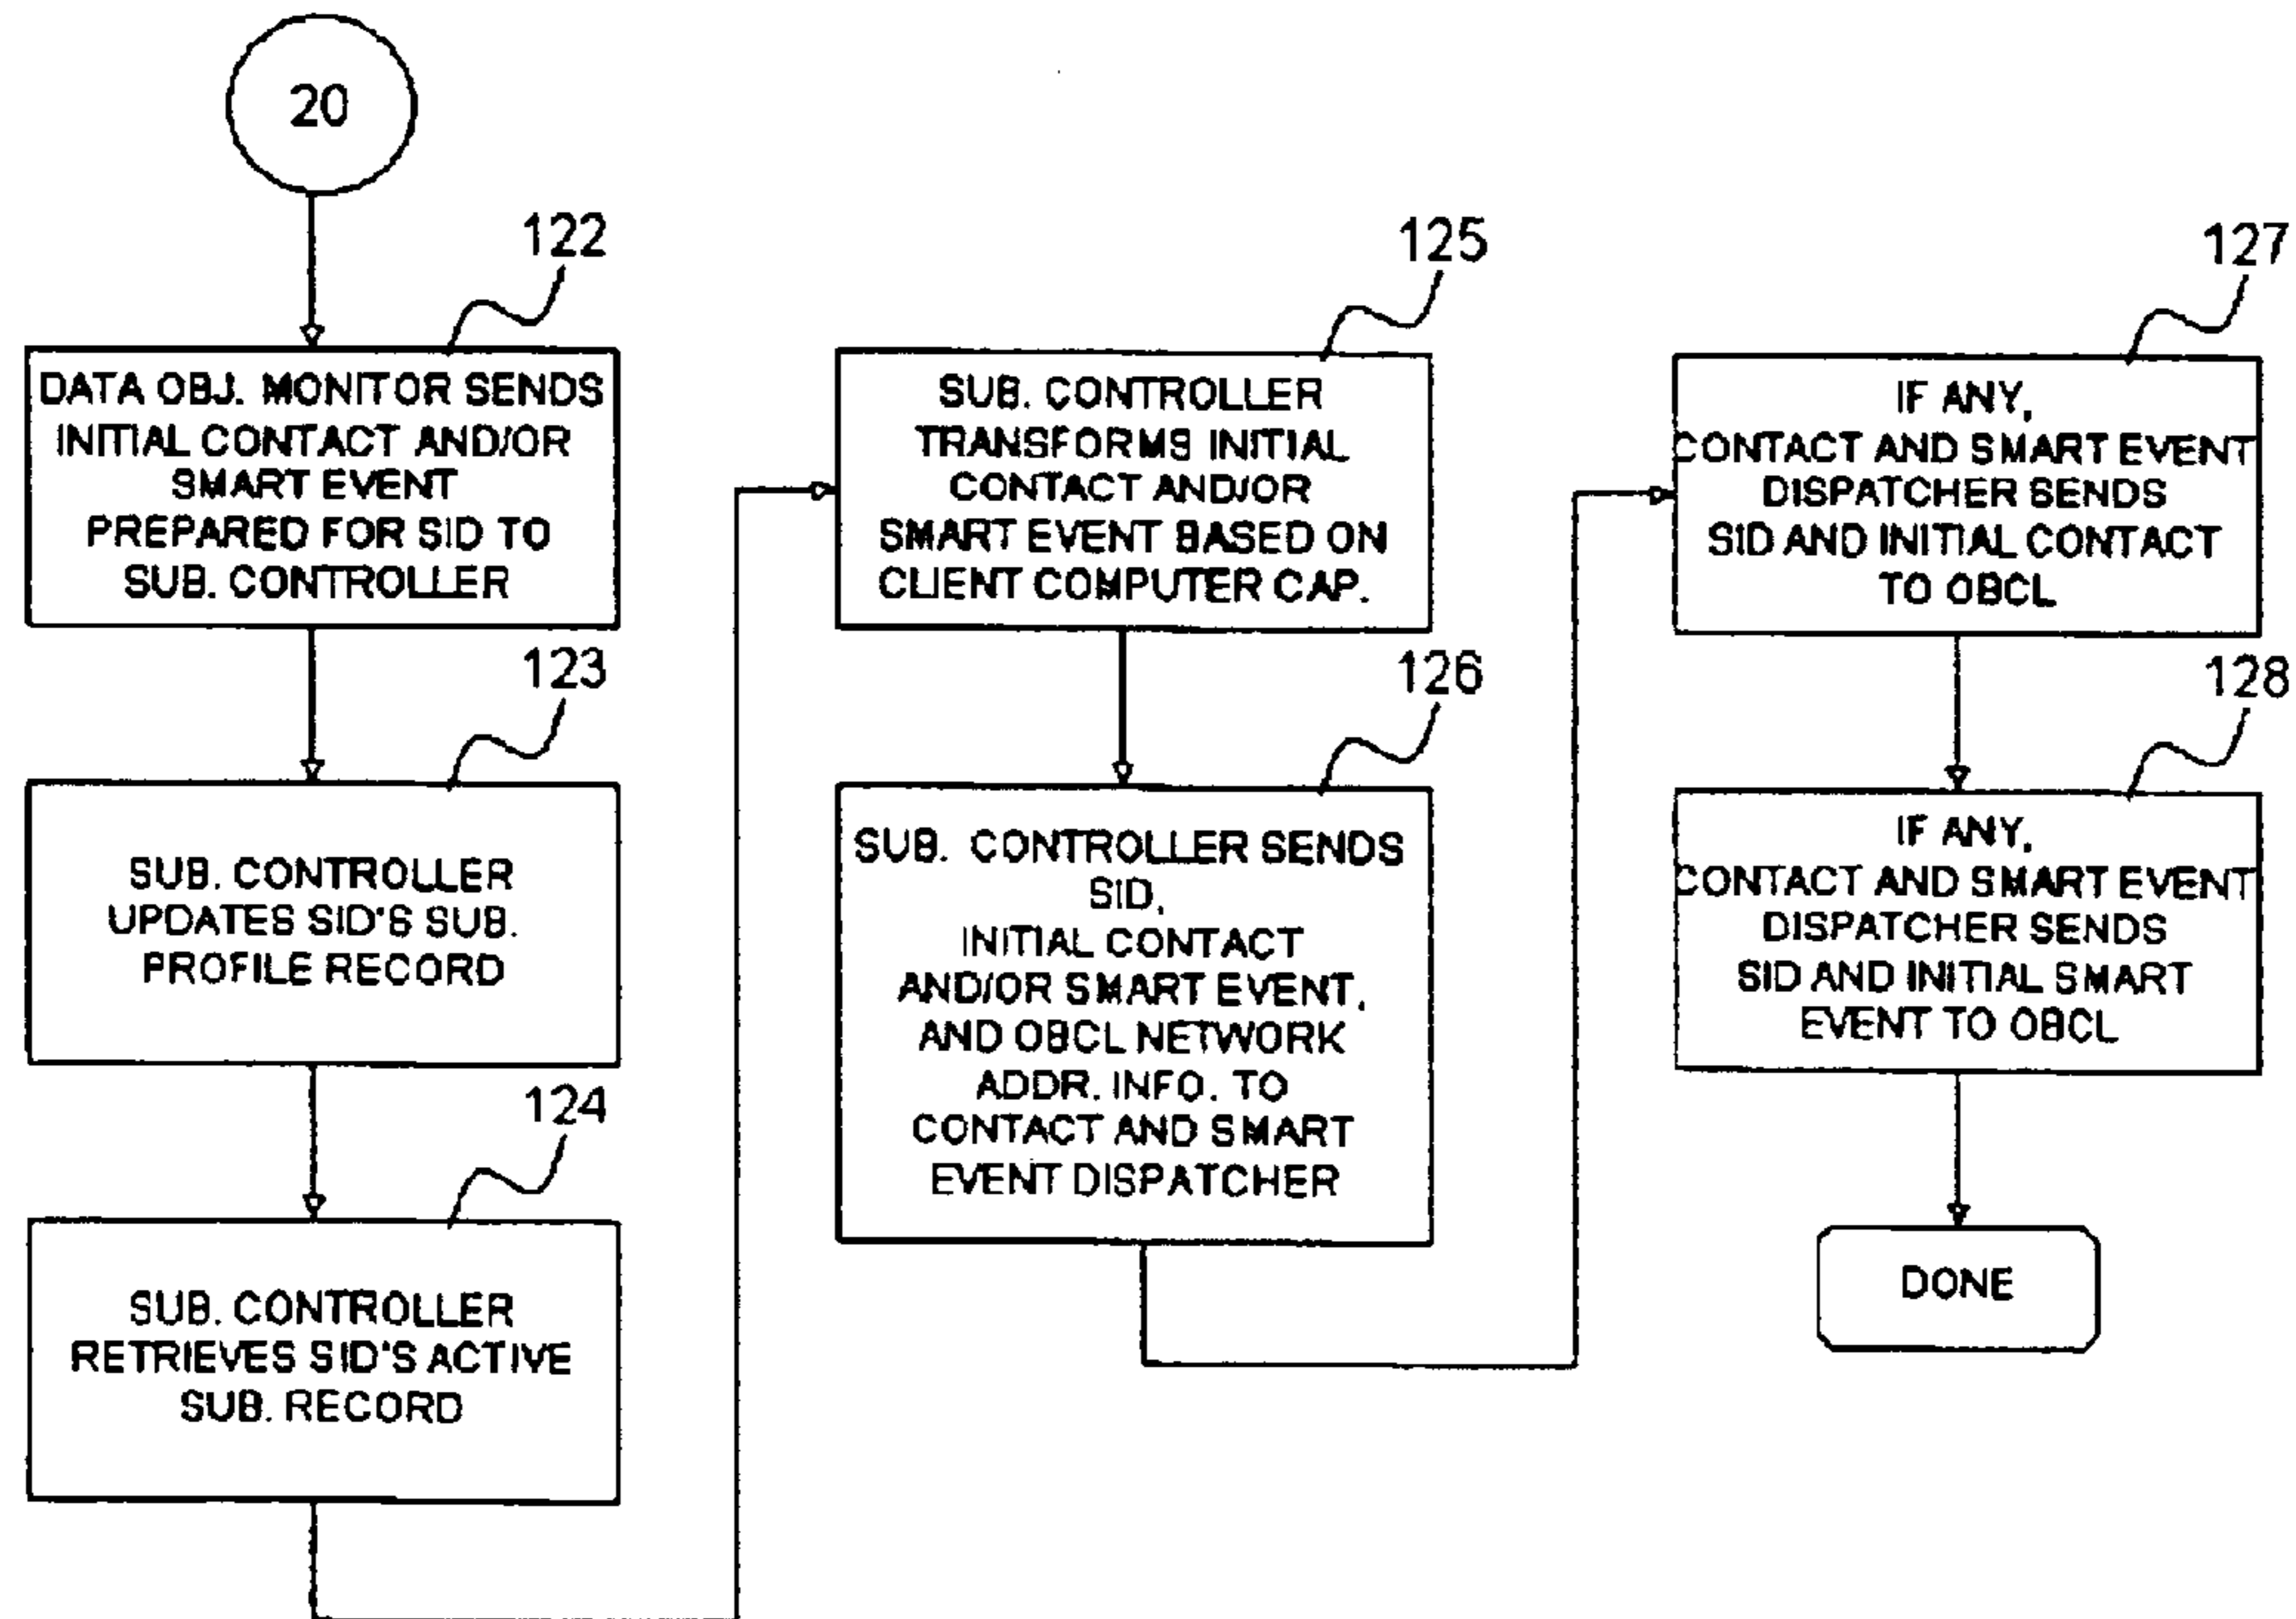 20
122
DATA OBJ. MONITOR SENDS
INITIAL CONTACT AND/OR
SMART EVENT
PREPARED FOR SID TO
SUB. CONTROLLER
123
SUB. CONTROLLER
UPDATES SID'S SUB.
PROFILE RECORD
124
SUB. CONTROLLER
RETRIEVES SID'S ACTIVE
SUB. RECORD
125
SUB. CONTROLLER
TRANSFORMS INITIAL
CONTACT AND/OR
SMART EVENT BASED ON
CLIENT COMPUTER CAP.
126
SUB. CONTROLLER SENDS
SID,
INITIAL CONTACT
AND/OR SMART EVENT,
AND OBCL NETWORK
ADDR. INFO. TO
CONTACT AND SMART
EVENT DISPATCHER
127
IF ANY,
CONTACT AND SMART EVENT
DISPATCHER SENDS
SID AND INITIAL CONTACT
TO OBCL
128
IF ANY,
CONTACT AND SMART EVENT
DISPATCHER SENDS
SID AND INITIAL SMART
EVENT TO OBCL
DONE